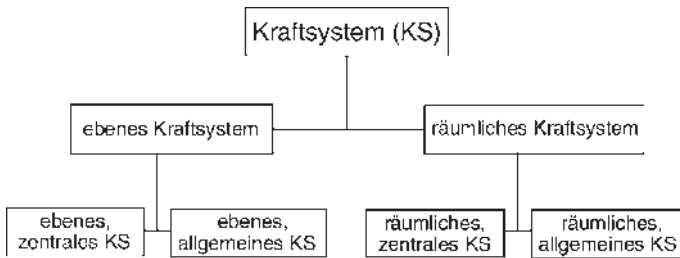 Kraftsystem (KS)
ebenes Kraftsystem
räumliches Kraftsystem
ebenes,
zentrales KS
ebenes,
allgemeines KS
räumliches,
zentrales KS
räumliches,
allgemeines KS